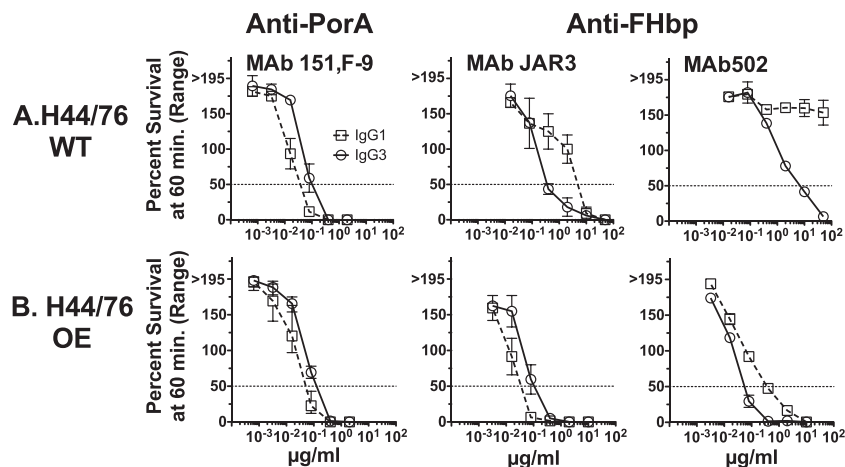 Anti-PorA Anti-FHbp
A.H44/76
WT
Percent Survival
at 60 min. (Range)
MAb 151,F-9
>195
150
100
50
0
IgG1
IgG3
10-3 10-2 10-1 100 101 102
MAb JAR3
>195
150
100
50
0
10-3 10-2 10-1 100 101 102
MAb502
>195
150
100
50
0
10-3 10-2 10-1 100 101 102
B. H44/76
OE
Percent Survival
at 60 min. (Range)
>195
150
100
50
0
10-3 10-2 10-1 100 101 102
µg/ml
>195
150
100
50
0
10-3 10-2 10-1 100 101 102
µg/ml
>195
150
100
50
0
10-3 10-2 10-1 100 101 102
µg/ml